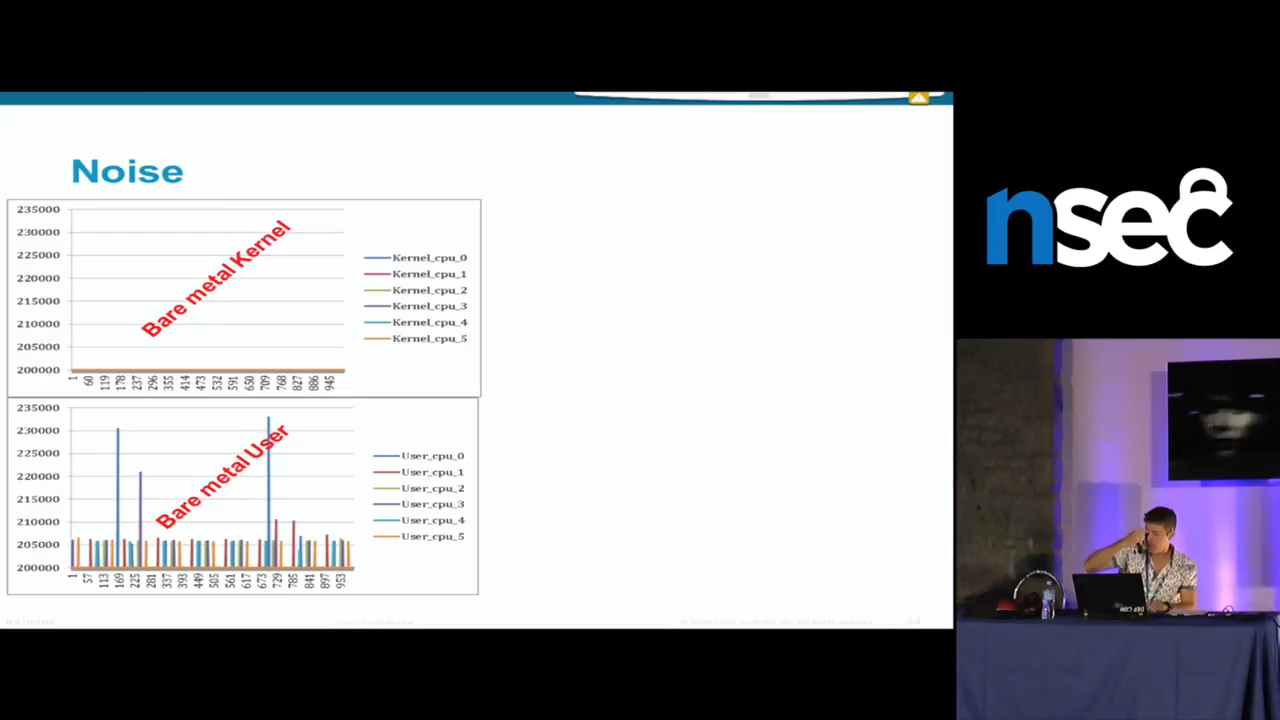 Noise
235000
230000
225000
220000
215000
210000
205000
200000
1 60 119 178 237 296 355 414 473 532 591 650 709 768 827 886 945
Bare metal Kernel
Kernel_cpu_0
Kernel_cpu_1
Kernel_cpu_2
Kernel_cpu_3
Kernel_cpu_4
Kernel_cpu_5
235000
230000
225000
220000
215000
210000
205000
200000
1 57 113 169 225 281 337 393 449 505 561 617 673 729 785 841 897 953
Bare metal User
User_cpu_0
User_cpu_1
User_cpu_2
User_cpu_3
User_cpu_4
User_cpu_5
44
nsec
DEF CON